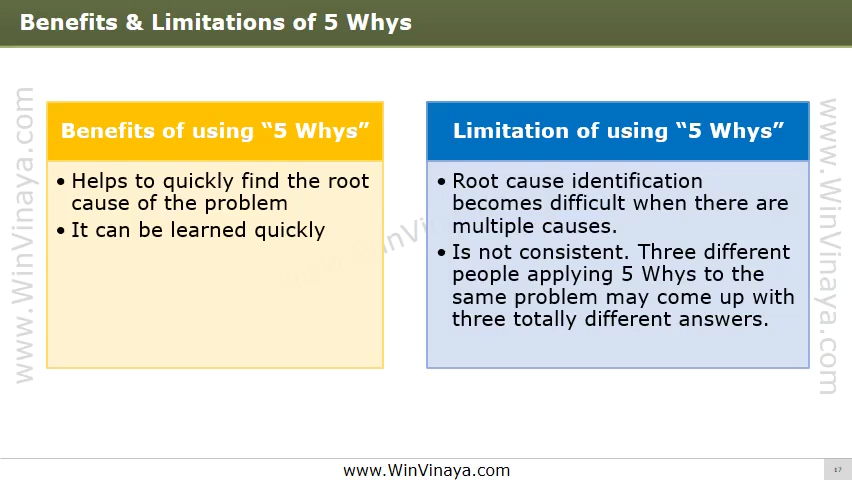 Benefits & Limitations of 5 Whys
Benefits of using “5 Whys”
• Helps to quickly find the root
cause of the problem
• It can be learned quickly
Limitation of using “5 Whys”
• Root cause identification
becomes difficult when there are
multiple causes.
• Is not consistent. Three different
people applying 5 Whys to the
same problem may come up with
three totally different answers.
www.WinVinaya.com
www.WinVinaya.com
www.WinVinaya.com
17